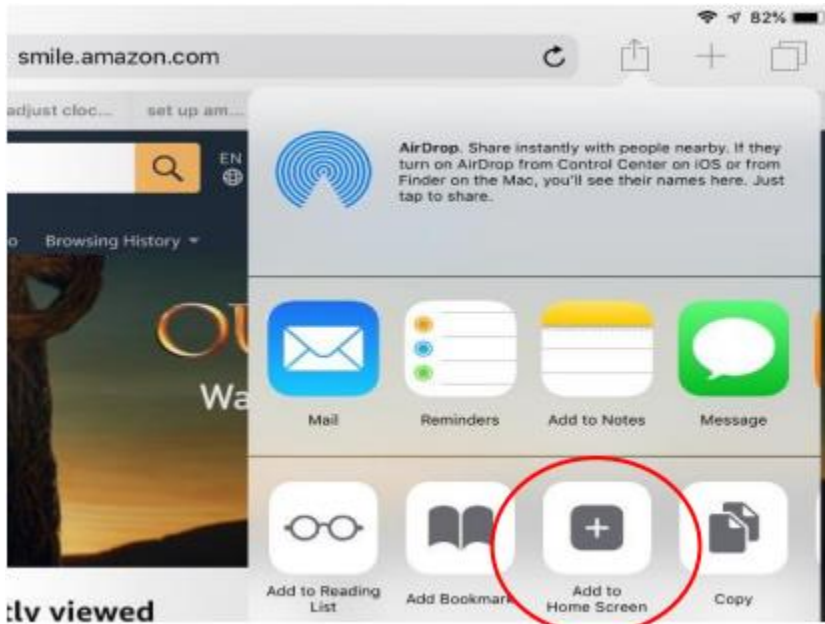 82%
smile.amazon.com
adjust cloc...
set up am...
AirDrop. Share instantly with people
nearby. If they
turn on AirDrop from Control Center on iOS or from
Finder on the Mac, you'll see their names here. Just
tap to share.
EN
o Browsing History
OU
Wa
Mail
Reminders
Add to Notes
Message
Add to Reading
List
Add Bookmark
Add to
Home Screen
Copy
tly viewed